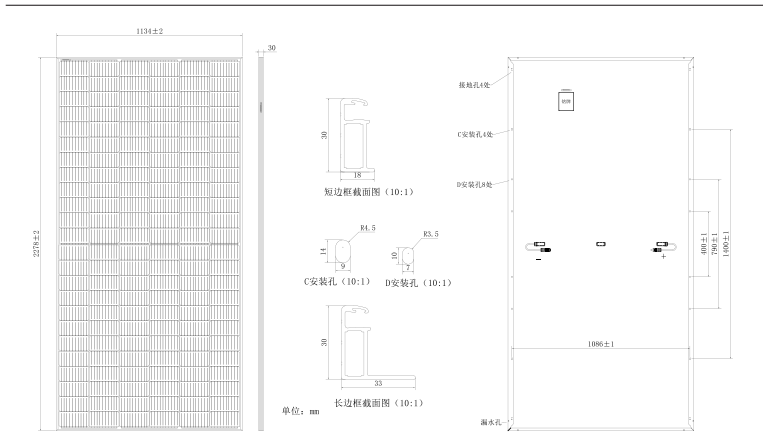 1134±2
30
2278±2
30
18
短边框截面图（10:1）
R4.5
14
9
C安装孔（10:1）
R3.5
10
7
D安装孔（10:1）
30
33
长边框截面图（10:1）
单位：mm
接地孔4处
铭牌
C安装孔4处
D安装孔8处
－
＋
400±1
790±1
1400±1
1086±1
漏水孔